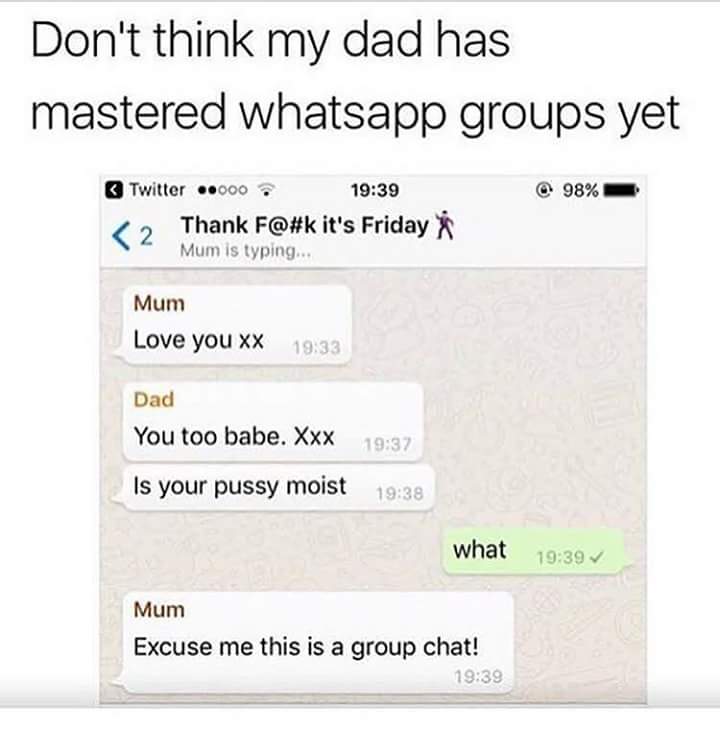 Don't think my dad has
mastered whatsapp groups yet
Twitter 19:39 98%
2 Thank F@#k it's Friday
Mum is typing...
Mum
Love you xx 19:33
Dad
You too babe. Xxx 19:37
Is your pussy moist 19:38
what 19:39
Mum
Excuse me this is a group chat!
19:39